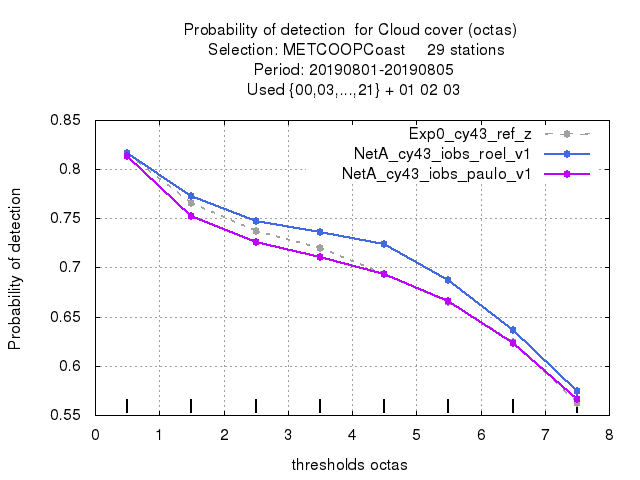 Probability of detection  for Cloud cover (octas)
Selection: METCOOPCoast     29 stations
Period: 20190801-20190805
Used {00,03,...,21} + 01 02 03
Exp0_cy43_ref_z
NetA_cy43_iobs_roel_v1
NetA_cy43_iobs_paulo_v1
Probability of detection
0.85
0.8
0.75
0.7
0.65
0.6
0.55
0 1 2 3 4 5 6 7 8
thresholds octas